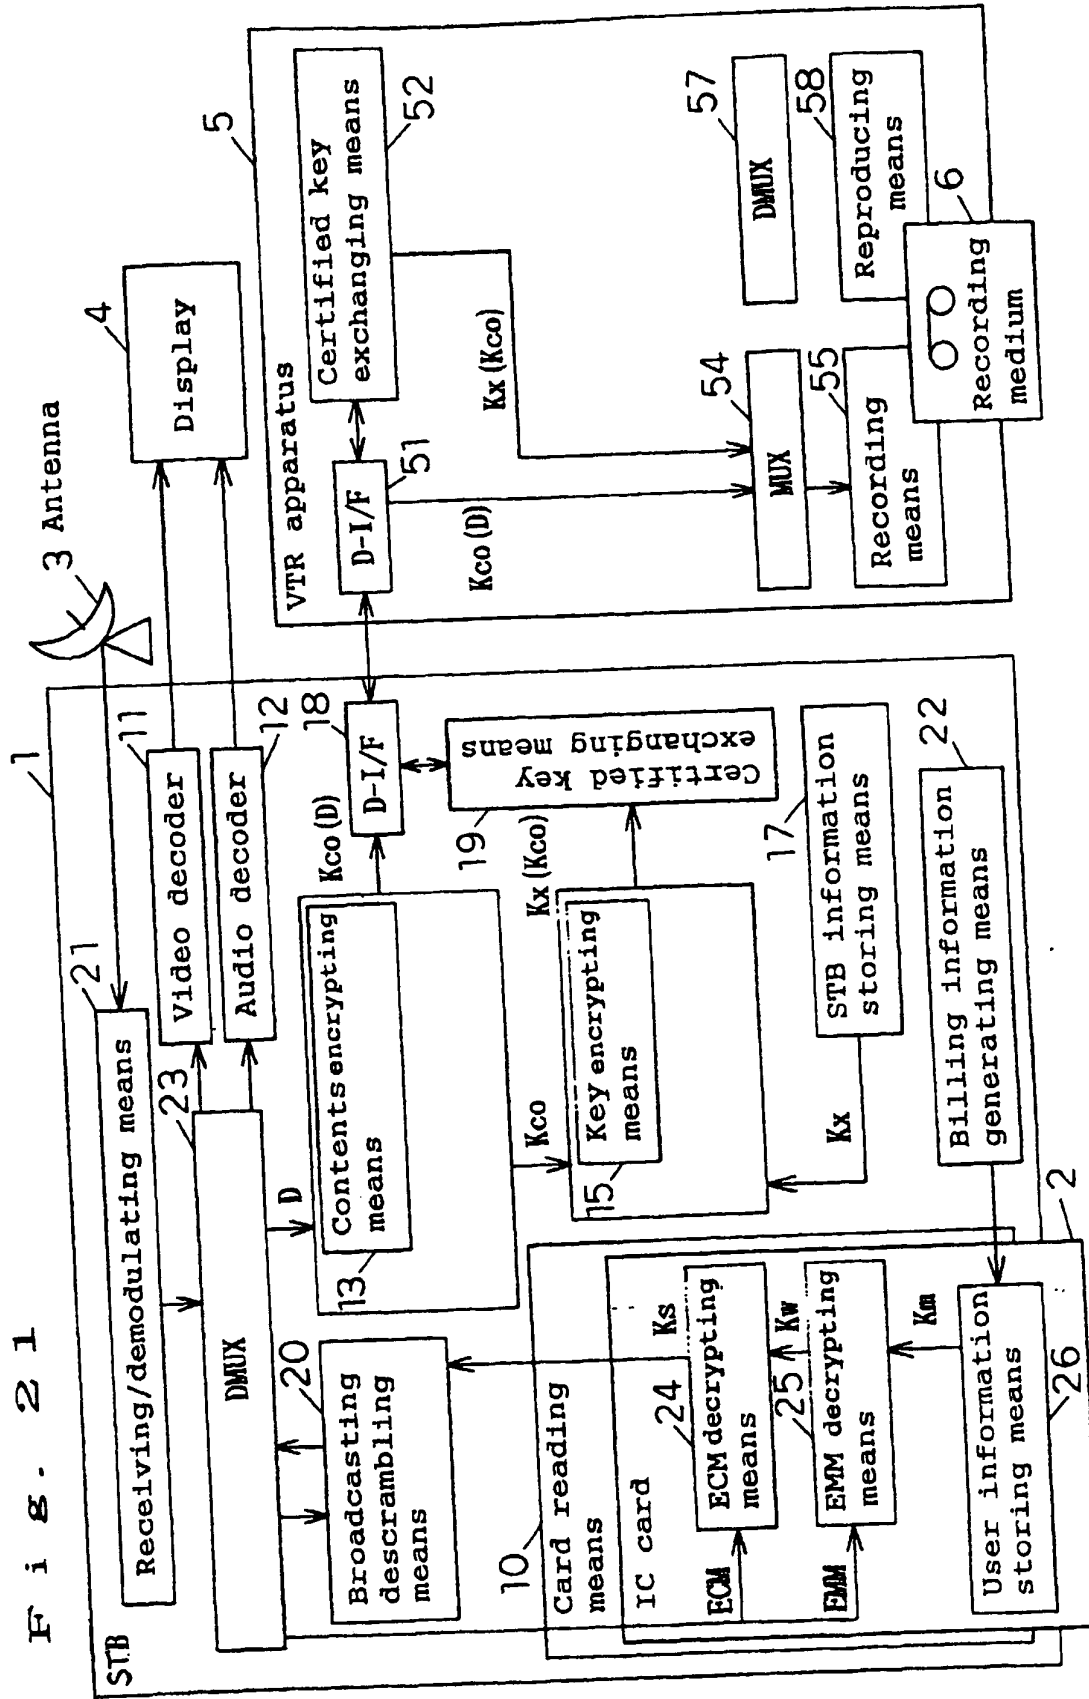 Fig. 21
STB
1
21
Receiving/demodulating means
3 Antenna
4
Display
DMUX
23
11
Video decoder
12
Audio decoder
20
Broadcasting
descrambling
means
D
Contents encrypting
means
13
Kco(D)
18
D-I/F
Kco
Key encrypting
means
15
Kx(Kco)
19
Certified key
exchanging means
Kx
17
STB information
storing means
22
Billing information
generating means
10
Card reading
means
Ks
IC card
2
ECM
24
ECM decrypting
means
Kw
EMM
25
EMM decrypting
means
Km
User information
storing means
26
5
VTR apparatus
D-I/F
51
Certified key
exchanging means
52
Kco(D)
Kx(Kco)
54
MUX
57
DMUX
55
Recording
means
58
Reproducing
means
6
Recording
medium